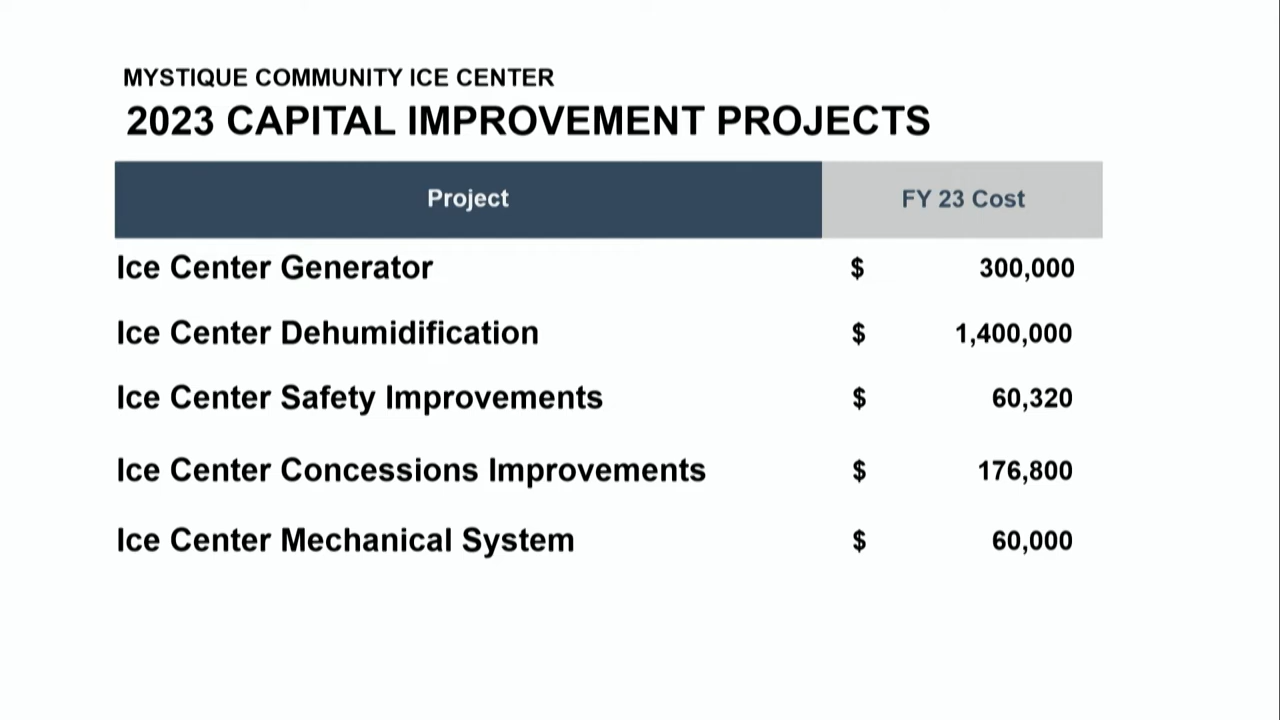 MYSTIQUE COMMUNITY ICE CENTER
2023 CAPITAL IMPROVEMENT PROJECTS
Project FY 23 Cost
Ice Center Generator $ 300,000
Ice Center Dehumidification $ 1,400,000
Ice Center Safety Improvements $ 60,320
Ice Center Concessions Improvements $ 176,800
Ice Center Mechanical System $ 60,000